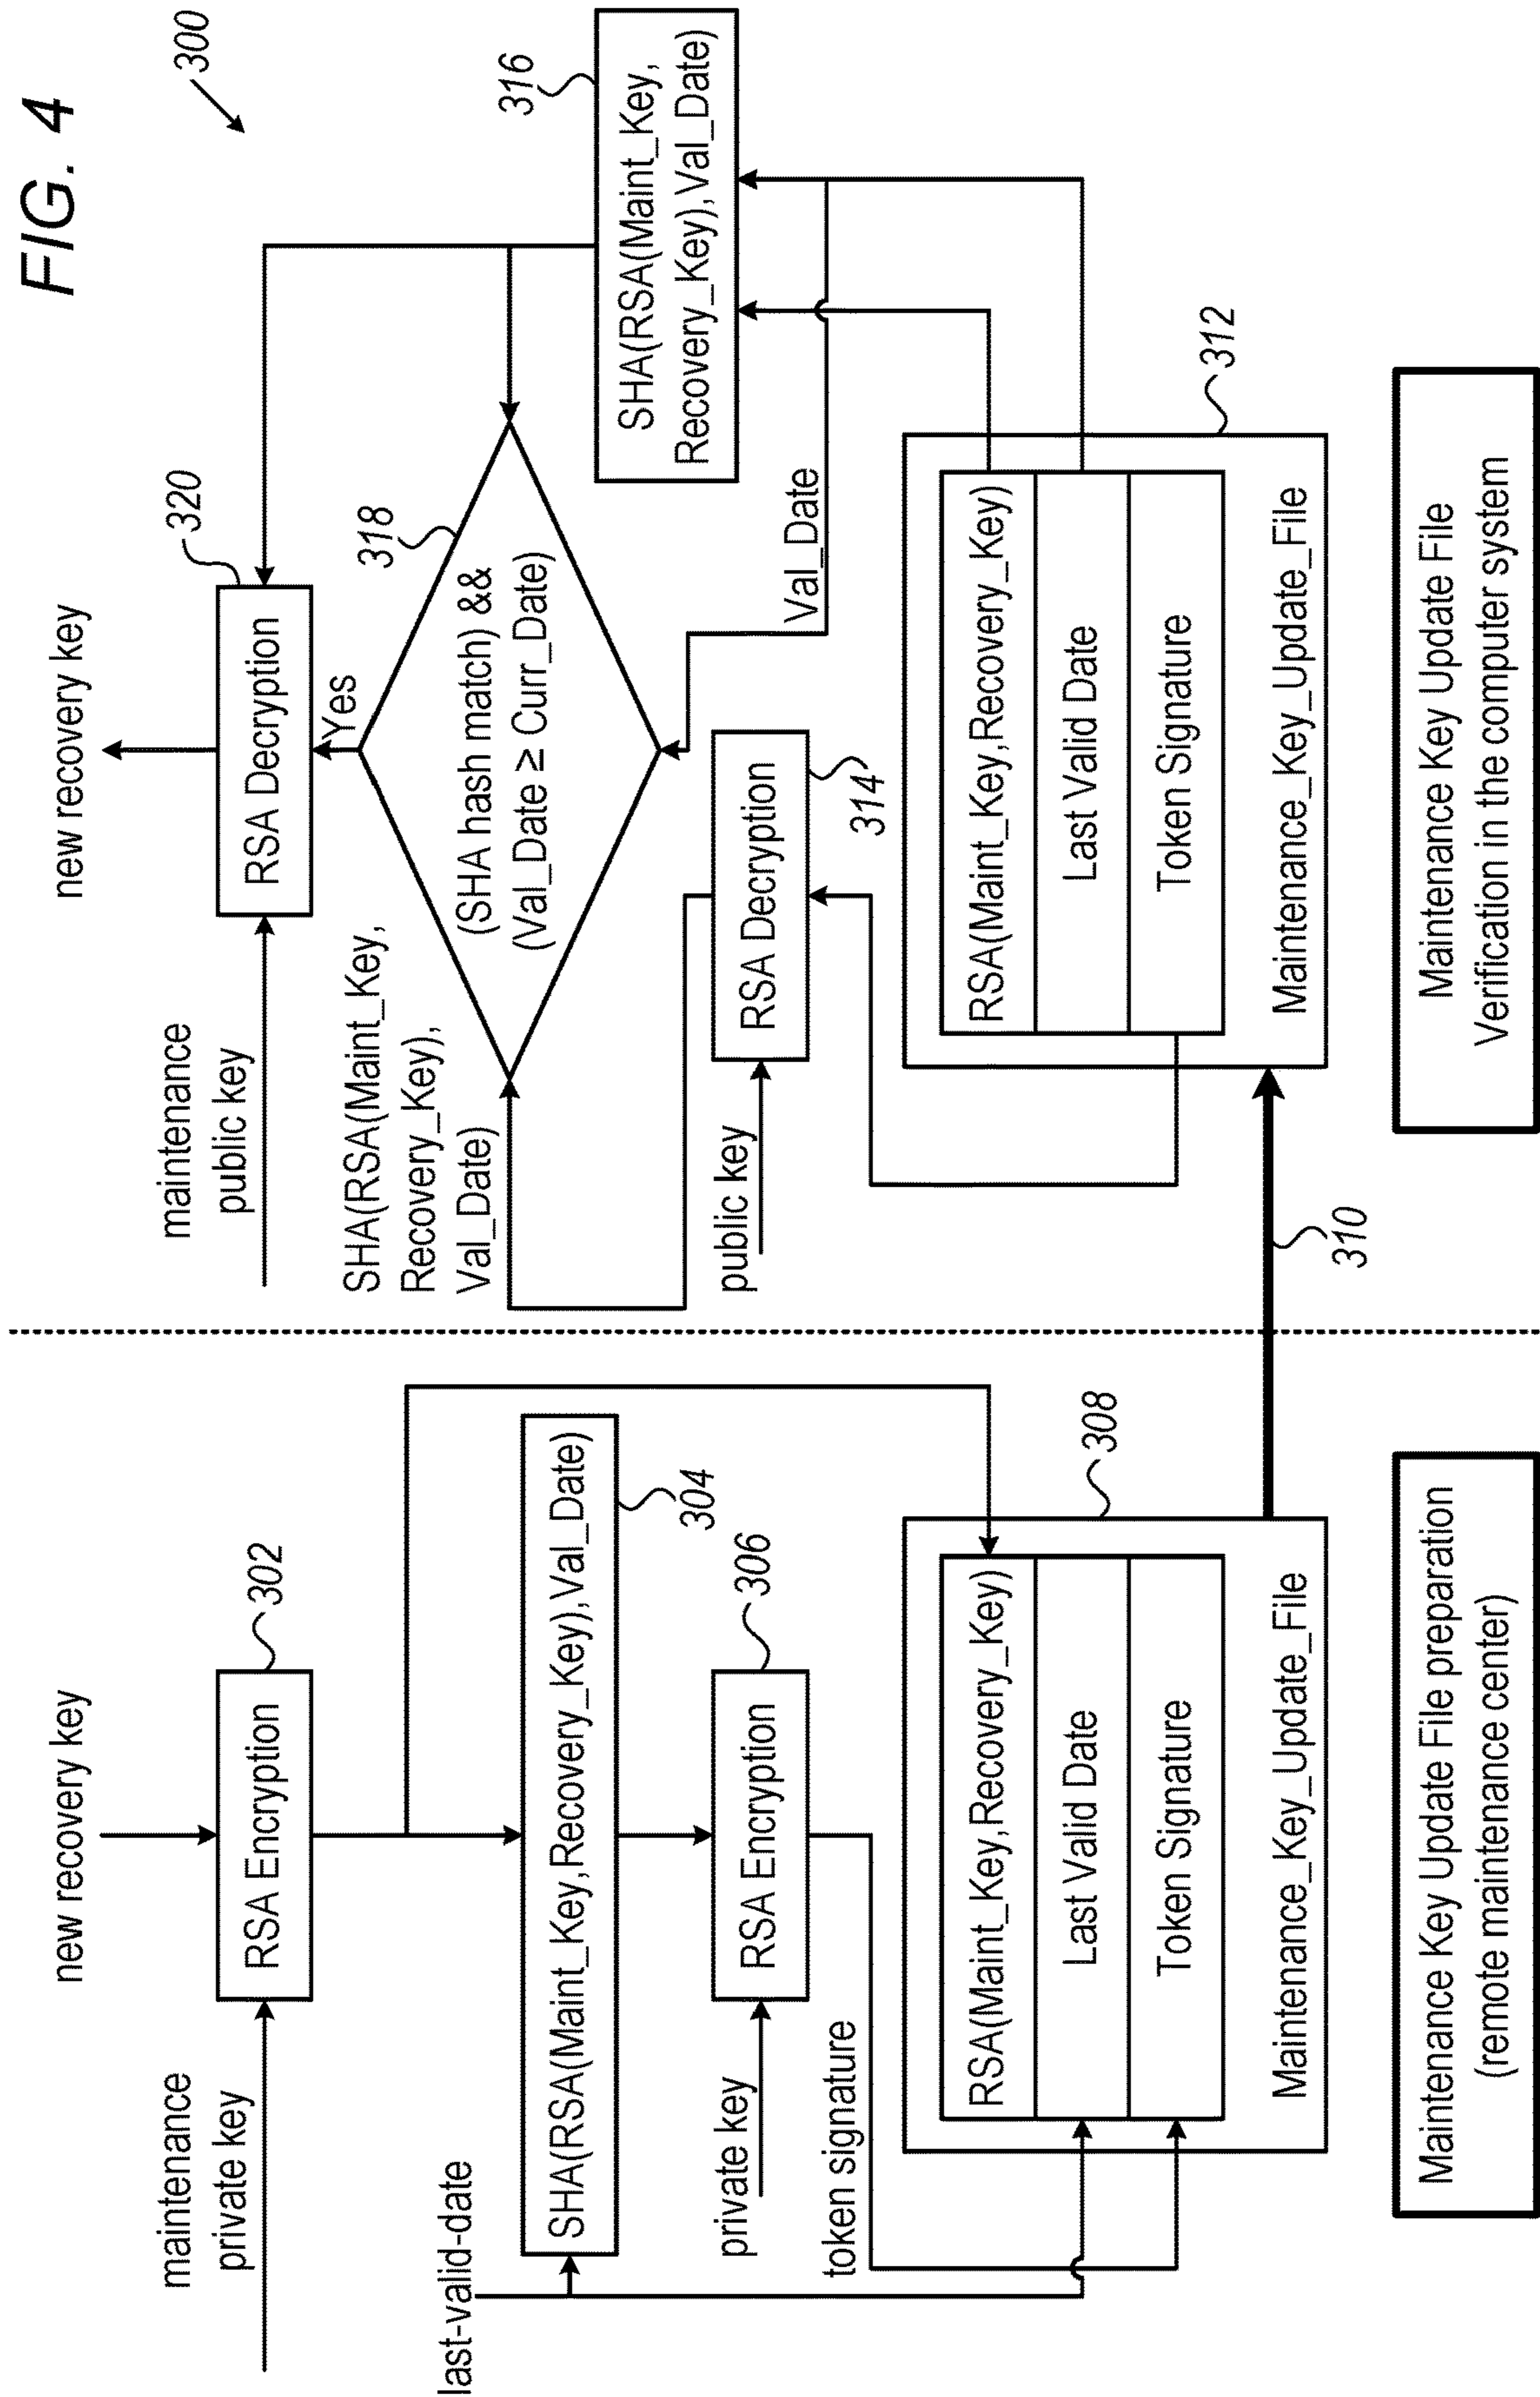 FIG. 4
300
new recovery key
maintenance
private key
RSA Encryption
302
last-valid-date
SHA(RSA(Maint_Key,Recovery_Key),Val_Date)
304
private key
RSA Encryption
306
token signature
308
RSA(Maint_Key,Recovery_Key)
Last Valid Date
Token Signature
Maintenance_Key_Update_File
Maintenance Key Update File preparation
(remote maintenance center)
310
new recovery key
maintenance
public key
RSA Decryption
320
Yes
SHA(RSA(Maint_Key,
Recovery_Key),
Val_Date)
(SHA hash match) &&
(Val_Date ≥ Curr_Date)
318
SHA(RSA(Maint_Key,
Recovery_Key),Val_Date)
316
public key
RSA Decryption
314
Val_Date
312
RSA(Maint_Key,Recovery_Key)
Last Valid Date
Token Signature
Maintenance_Key_Update_File
Maintenance Key Update File
Verification in the computer system